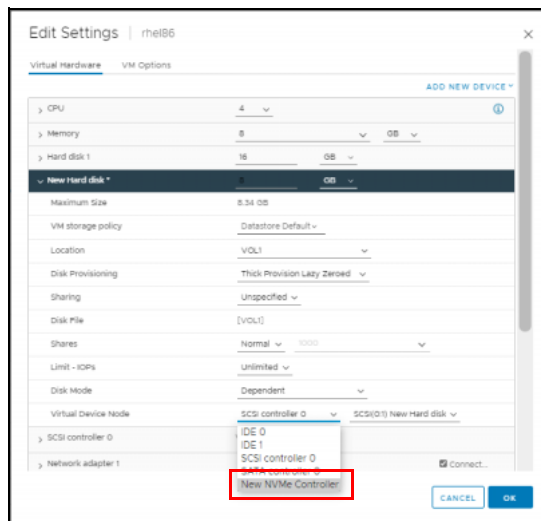 Edit Settings | rhel86
Virtual Hardware VM Options
ADD NEW DEVICE
CPU 4
Memory 8 GB
Hard disk 1 16 GB
New Hard disk * GB
Maximum Size 8.34 GB
VM storage policy Datastore Default
Location VOL1
Disk Provisioning Thick Provision Lazy Zeroed
Sharing Unspecified
Disk File [VOL1]
Shares Normal 1000
Limit - IOPs Unlimited
Disk Mode Dependent
Virtual Device Node SCSI controller 0 SCSI(0:1) New Hard disk
IDE 0
SCSI controller 0
IDE 1
SCSI controller 0
SATA controller 0
Network adapter 1 Connect...
New NVMe Controller
CANCEL OK